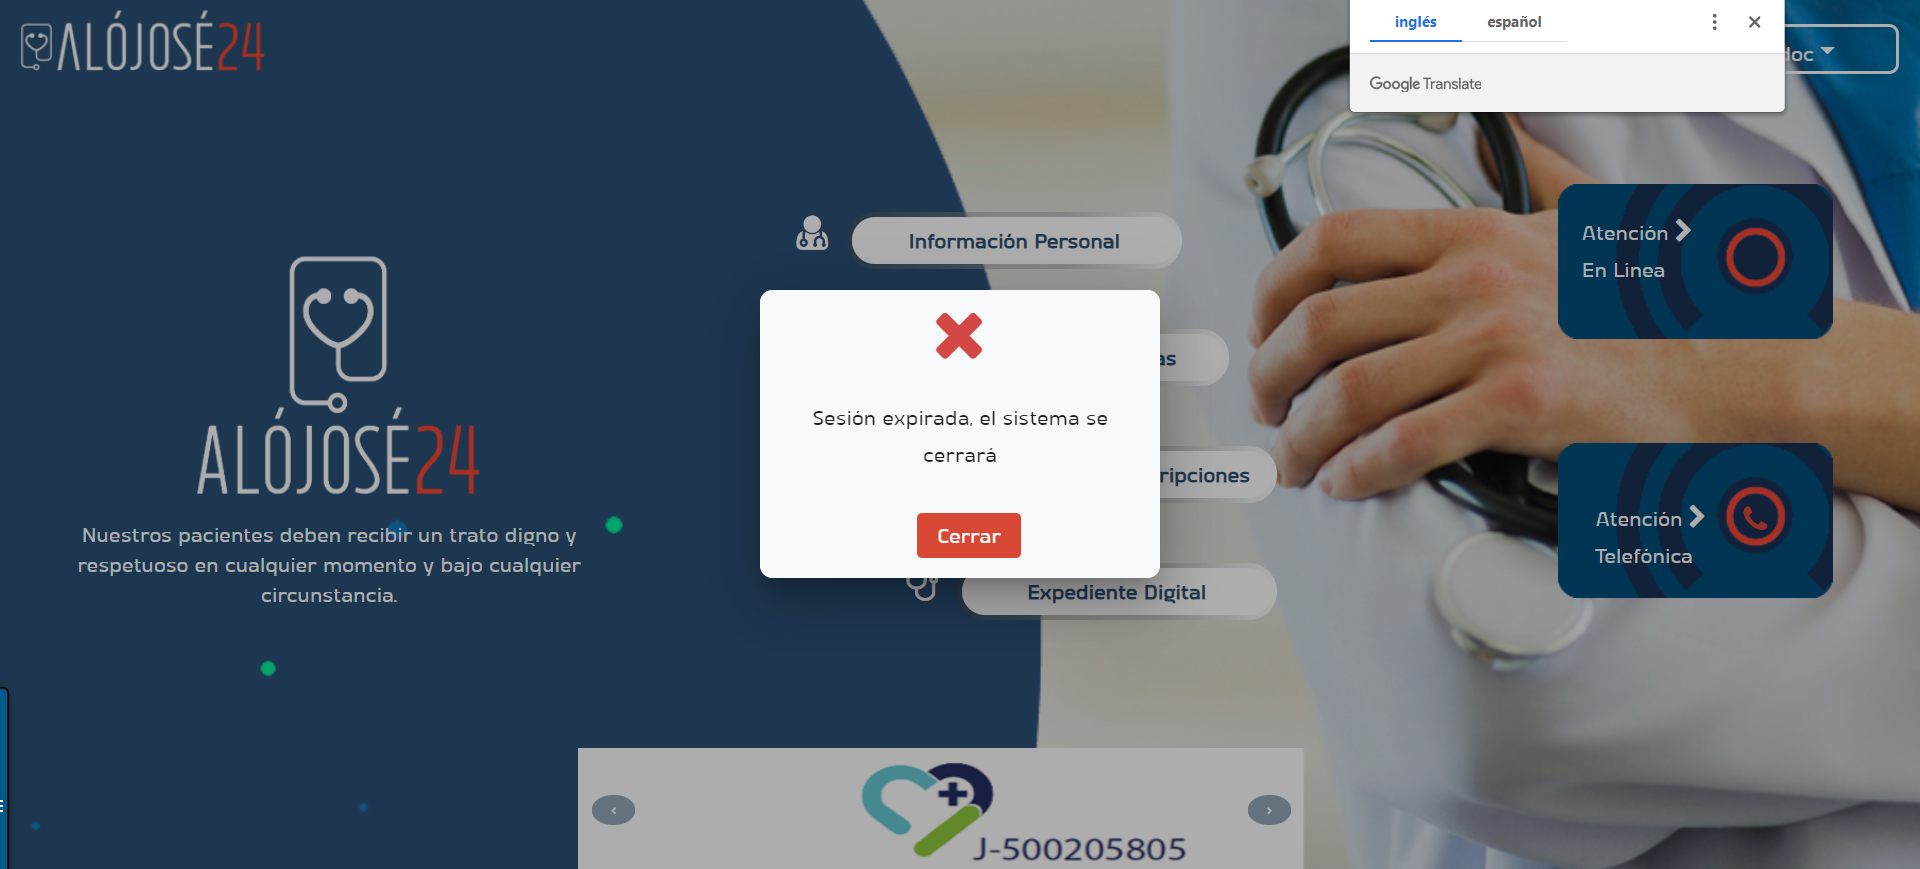 ALÓJOSÉ24
inglés español
Google Translate
doc
Información Personal
Atención
En Línea
Sesión expirada, el sistema se
cerrará
Cerrar
ALÓJOSÉ24
Nuestros pacientes deben recibir un trato digno y
respetuoso en cualquier momento y bajo cualquier
circunstancia.
as
ripciones
Expediente Digital
Atención
Telefónica
J-500205805